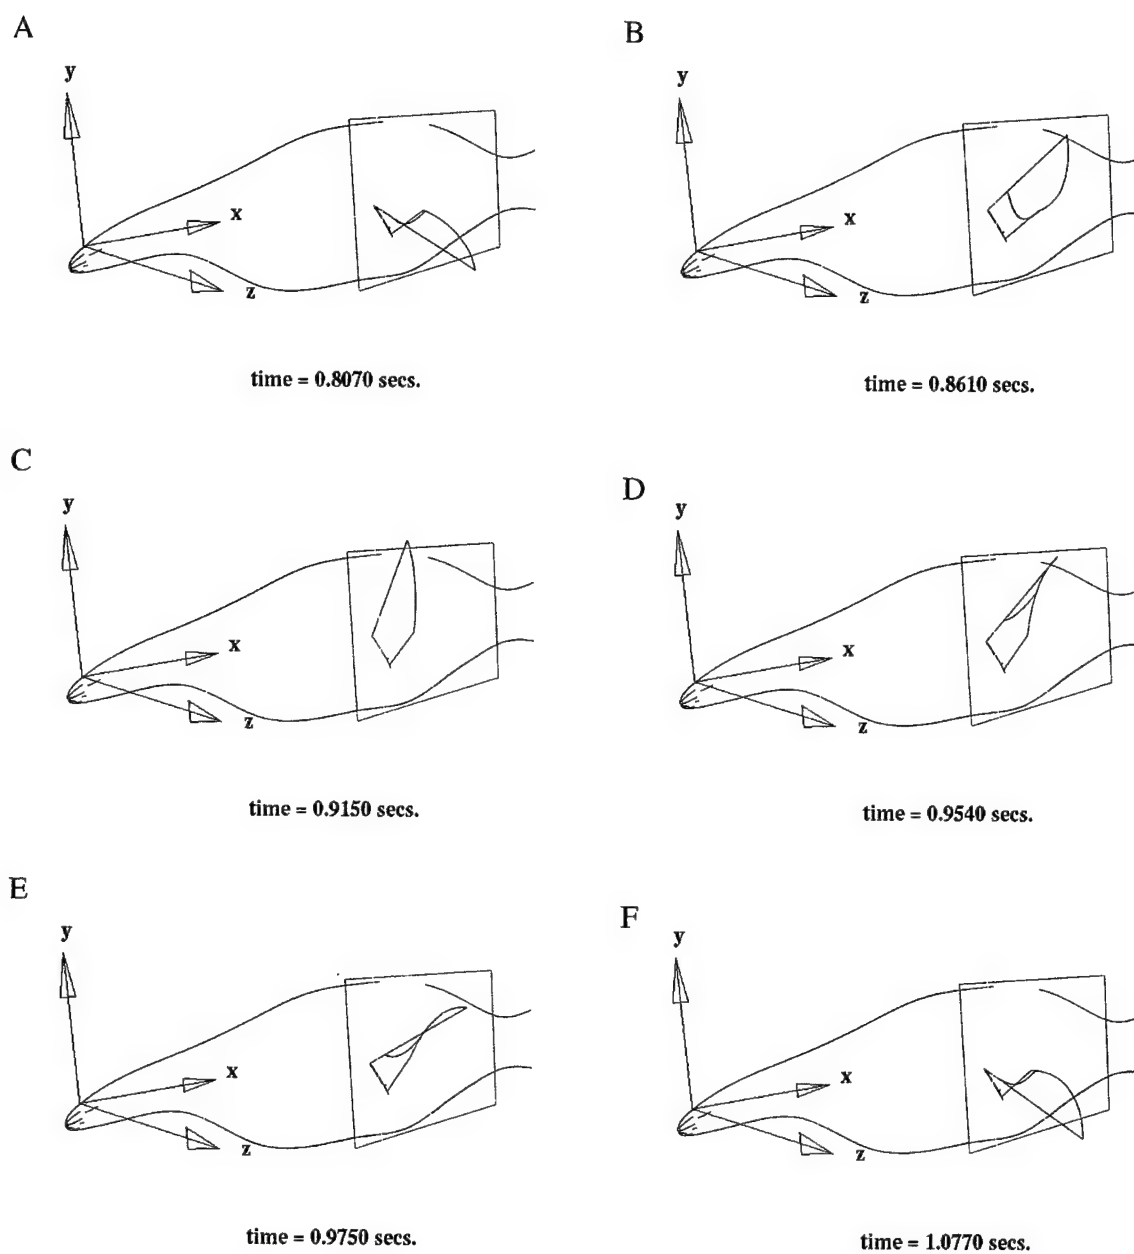 A
B
y
y
x
x
z
z
time = 0.8070 secs.
time = 0.8610 secs.
C
D
y
y
x
x
z
z
time = 0.9150 secs.
time = 0.9540 secs.
E
F
y
y
x
x
z
z
time = 0.9750 secs.
time = 1.0770 secs.